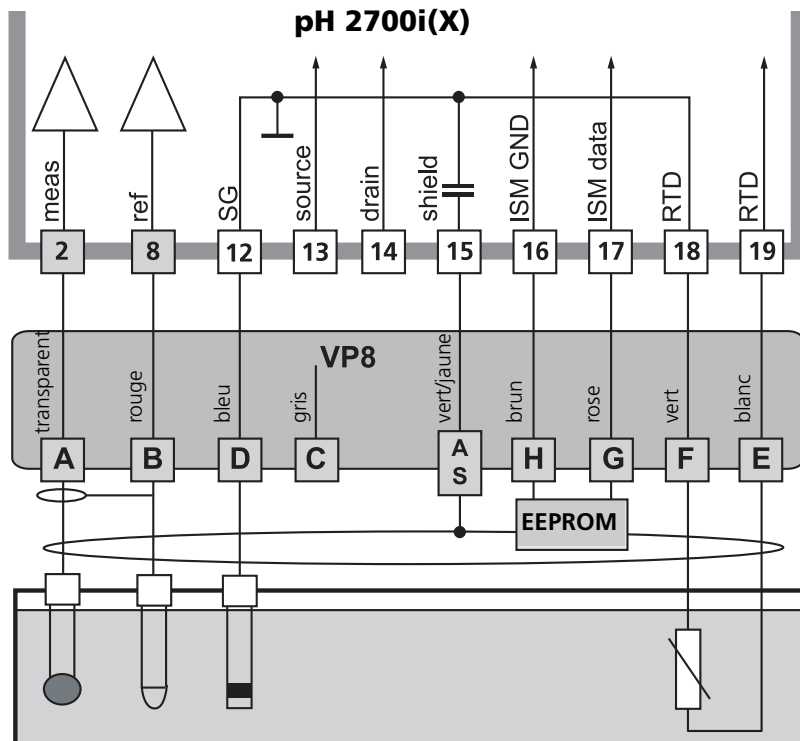 pH 2700i(X)
meas
ref
SG
source
drain
shield
ISM GND
ISM data
RTD
RTD
2
8
12
13
14
15
16
17
18
19
VP8
transparent
rouge
bleu
gris
vert/jaune
brun
rose
vert
blanc
A
B
D
C
A
S
H
G
F
E
EEPROM